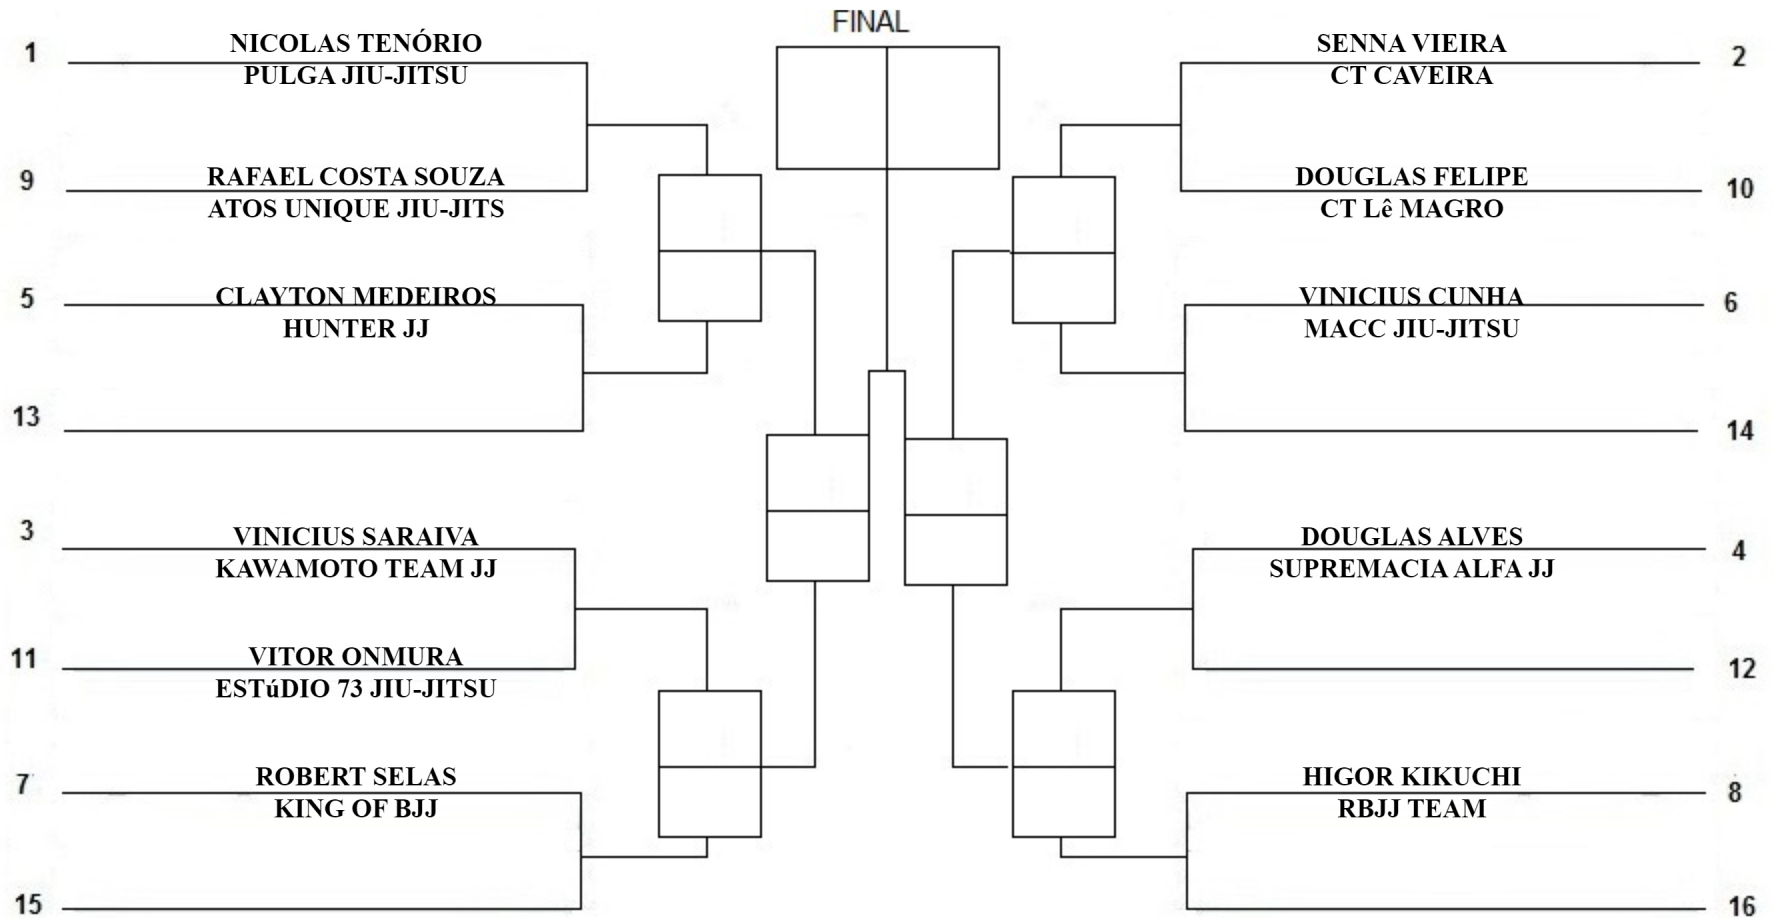 FINAL
1
NICOLAS TENÓRIO
PULGA JIU-JITSU
9
RAFAEL COSTA SOUZA
ATOS UNIQUE JIU-JITS
5
CLAYTON MEDEIROS
HUNTER JJ
13
3
VINICIUS SARAIVA
KAWAMOTO TEAM JJ
11
VITOR ONMURA
ESTúDIO 73 JIU-JITSU
7
ROBERT SELAS
KING OF BJJ
15
SENNA VIEIRA
CT CAVEIRA
2
DOUGLAS FELIPE
CT Lê MAGRO
10
VINICIUS CUNHA
MACC JIU-JITSU
6
14
DOUGLAS ALVES
SUPREMACIA ALFA JJ
4
12
HIGOR KIKUCHI
RBJJ TEAM
8
16